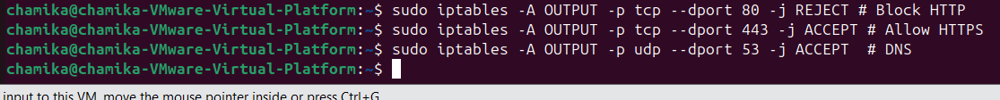 chamika@chamika-VMware-Virtual-Platform:~$ sudo iptables -A OUTPUT -p tcp --dport 80 -j REJECT # Block HTTP
chamika@chamika-VMware-Virtual-Platform:~$ sudo iptables -A OUTPUT -p tcp --dport 443 -j ACCEPT # Allow HTTPS
chamika@chamika-VMware-Virtual-Platform:~$ sudo iptables -A OUTPUT -p udp --dport 53 -j ACCEPT  # DNS
chamika@chamika-VMware-Virtual-Platform:~$
input to this VM, move the mouse pointer inside or press Ctrl+G